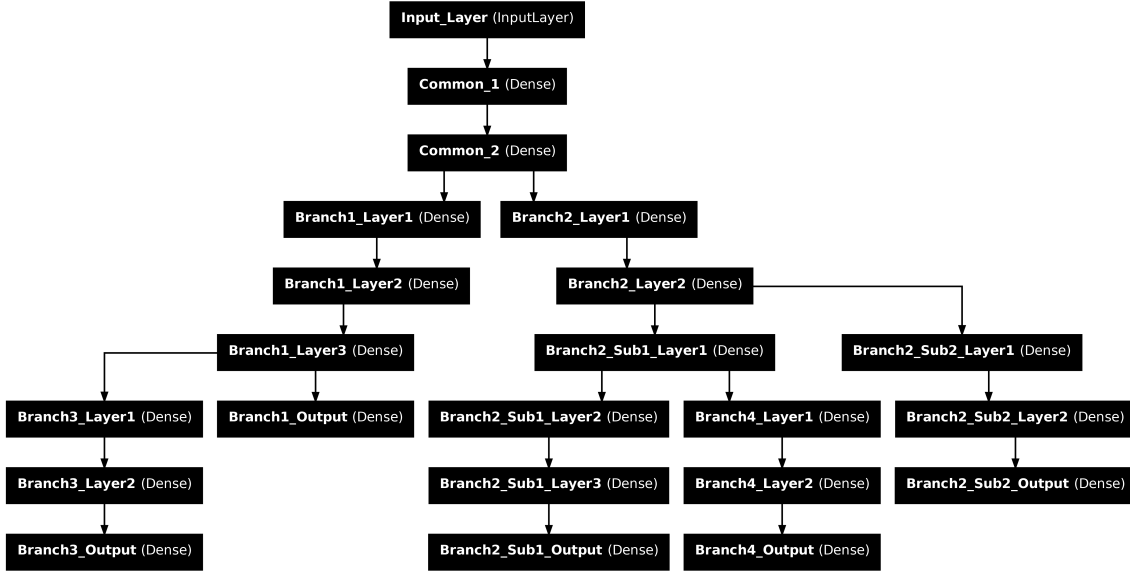 Input_Layer (InputLayer)
Common_1 (Dense)
Common_2 (Dense)
Branch1_Layer1 (Dense)
Branch2_Layer1 (Dense)
Branch1_Layer2 (Dense)
Branch2_Layer2 (Dense)
Branch1_Layer3 (Dense)
Branch2_Sub1_Layer1 (Dense)
Branch2_Sub2_Layer1 (Dense)
Branch3_Layer1 (Dense)
Branch1_Output (Dense)
Branch2_Sub1_Layer2 (Dense)
Branch4_Layer1 (Dense)
Branch2_Sub2_Layer2 (Dense)
Branch3_Layer2 (Dense)
Branch2_Sub1_Layer3 (Dense)
Branch4_Layer2 (Dense)
Branch2_Sub2_Output (Dense)
Branch3_Output (Dense)
Branch2_Sub1_Output (Dense)
Branch4_Output (Dense)